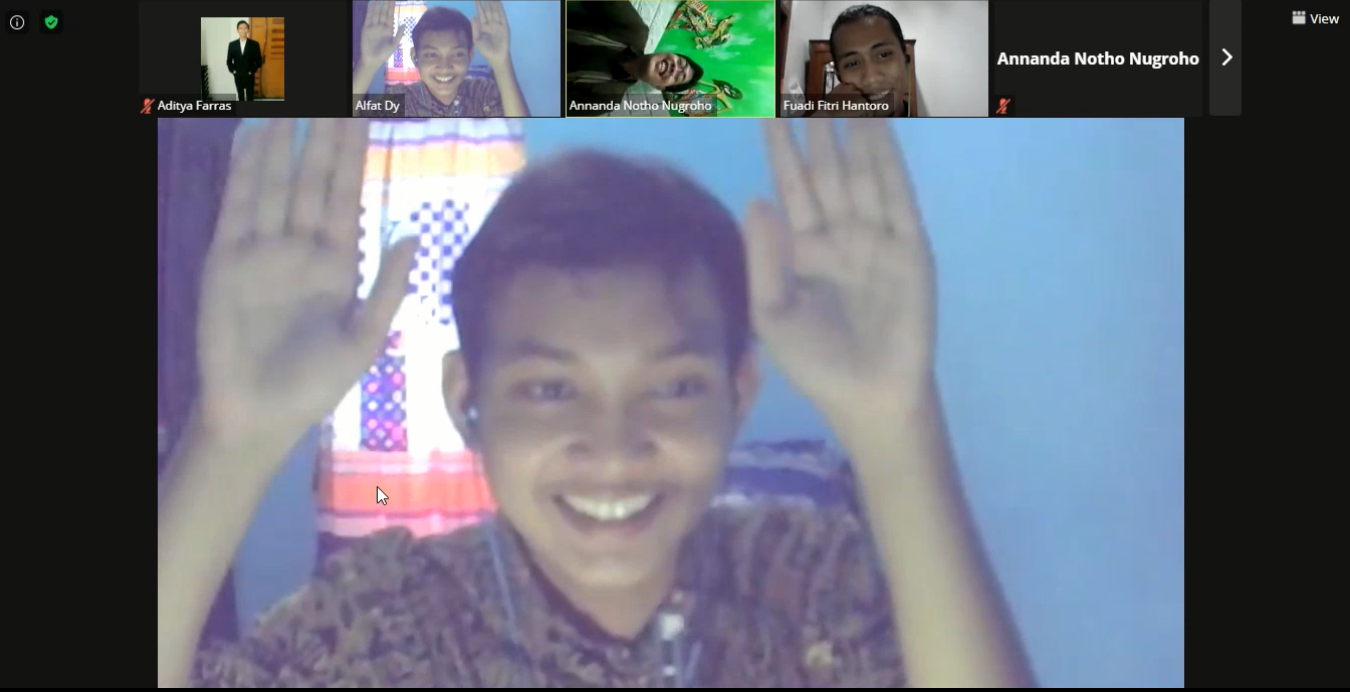 View
Aditya Farras
Alfat Dy
Annanda Notho Nugroho
Fuadi Fitri Hantoro
Annanda Notho Nugroho